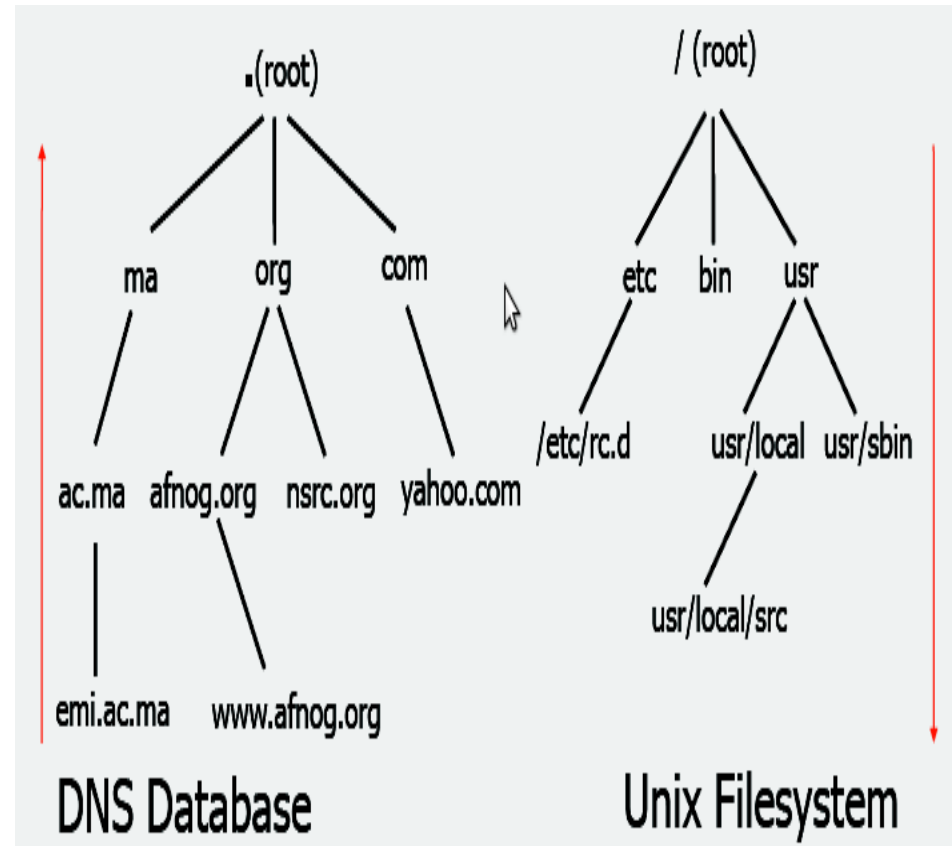 .(root)
ma
org
com
ac.ma
afnog.org
nsrc.org
yahoo.com
emi.ac.ma
www.afnog.org
DNS Database
/ (root)
etc
bin
usr
/etc/rc.d
usr/local
usr/sbin
usr/local/src
Unix Filesystem